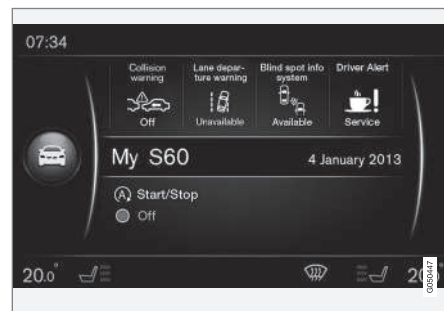 07:34
Collision warning
Off
Lane depar-
ture warning
Unavailable
Blind spot info
system
Available
Driver Alert
Service
My S60
4 January 2013
Start/Stop
Off
20.0°
G050447